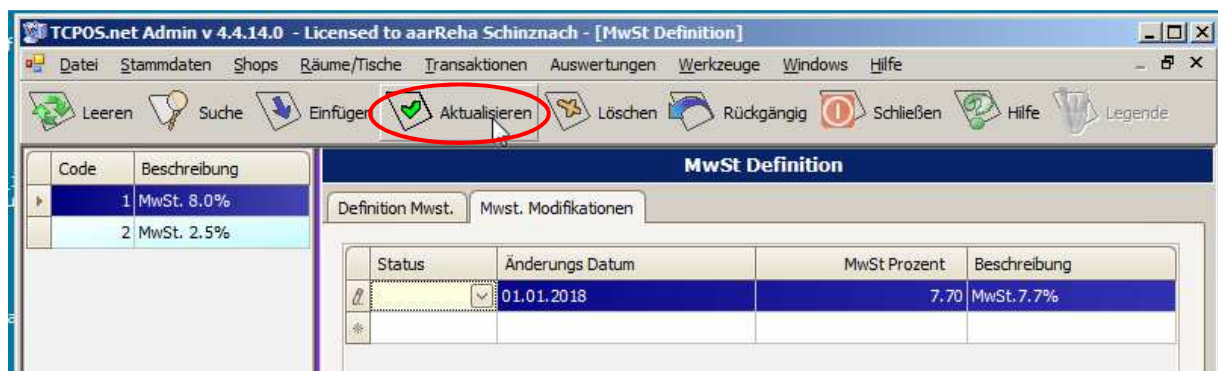 TCPOS.net Admin v 4.4.14.0 - Licensed to aarReha Schinznach - [MwSt Definition]
Datei Stammdaten Shops Räume/Tische Transaktionen Auswertungen Werkzeuge Windows Hilfe
Leeren Suche Einfügen Aktualisieren Löschen Rückgängig Schließen Hilfe Legende
Code Beschreibung
1 MwSt. 8.0%
2 MwSt. 2.5%
MwSt Definition
Definition Mwst. Mwst. Modifikationen
Status Änderungs Datum MwSt Prozent Beschreibung
01.01.2018 7.70 MwSt.7.7%